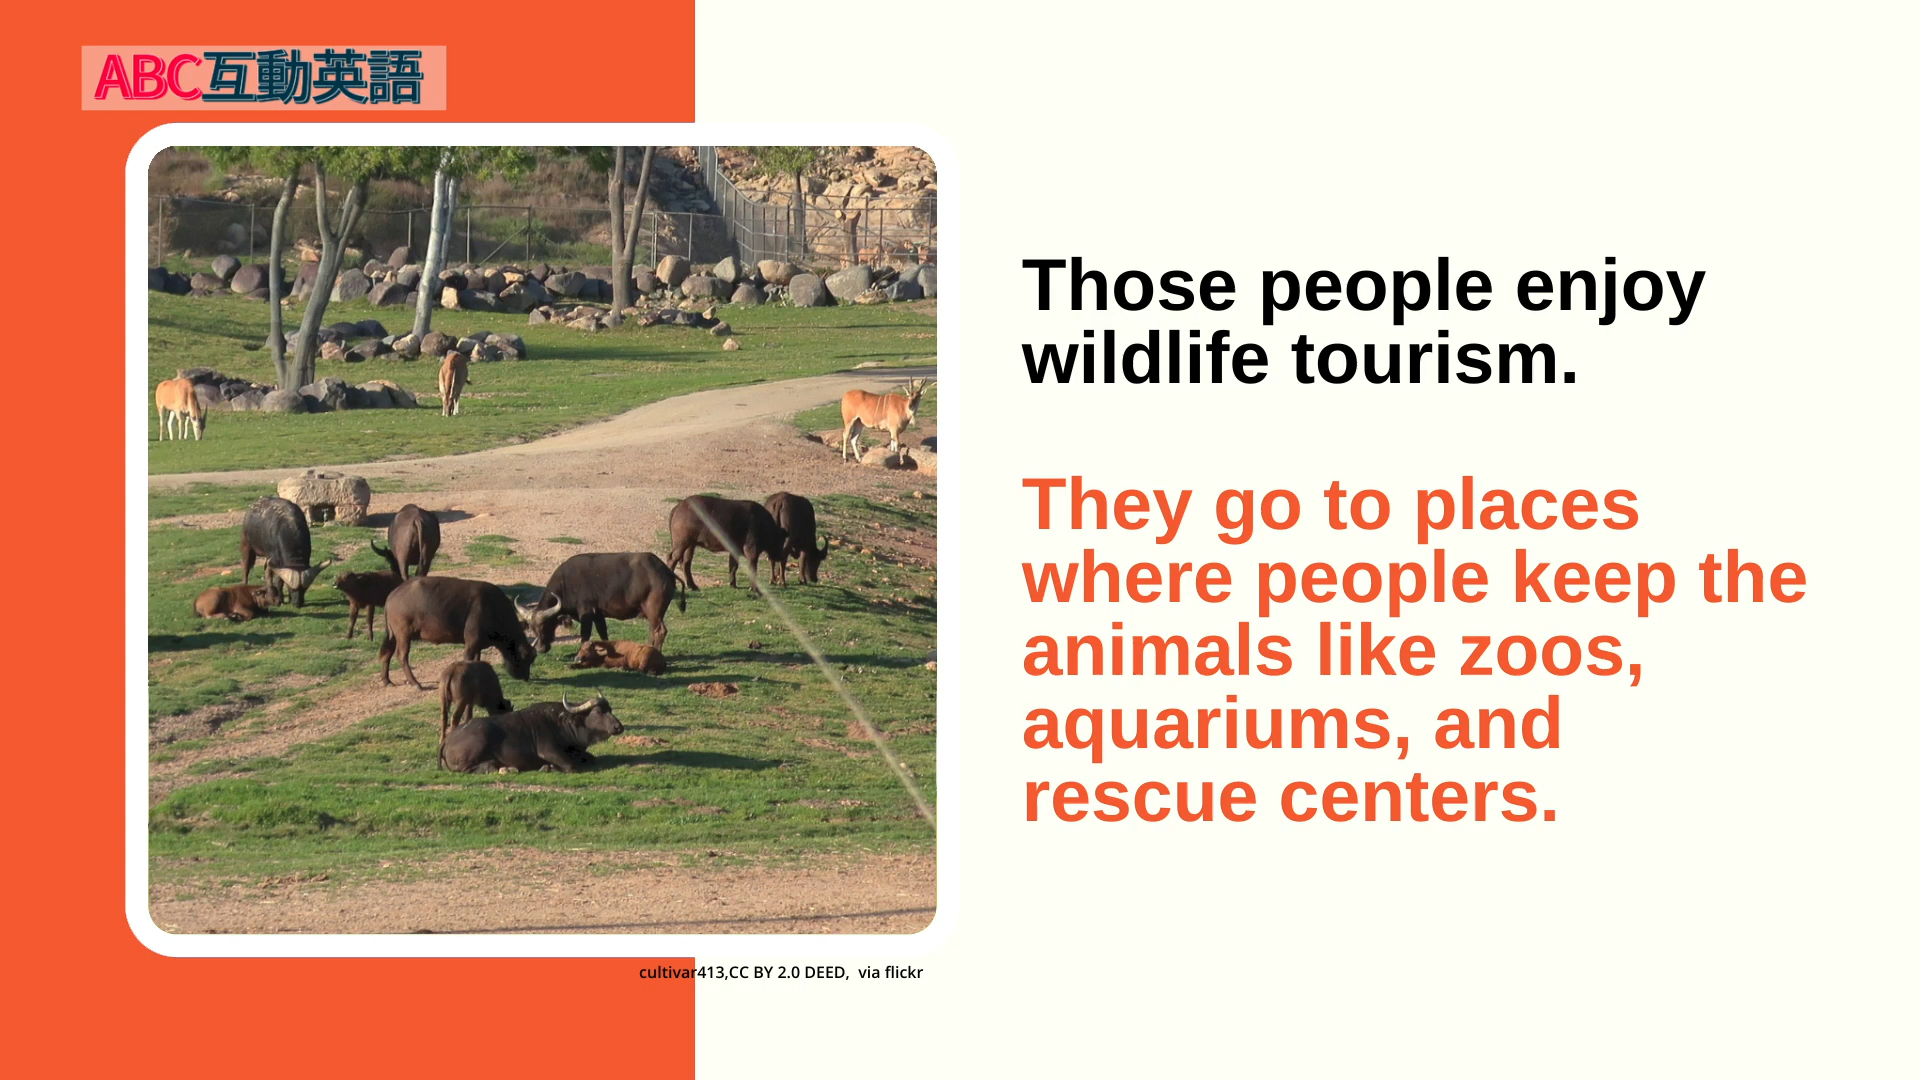 ABC互動英語
Those people enjoy
wildlife tourism.
They go to places
where people keep the
animals like zoos,
aquariums, and
rescue centers.
cultivar413,CC BY 2.0 DEED,  via flickr